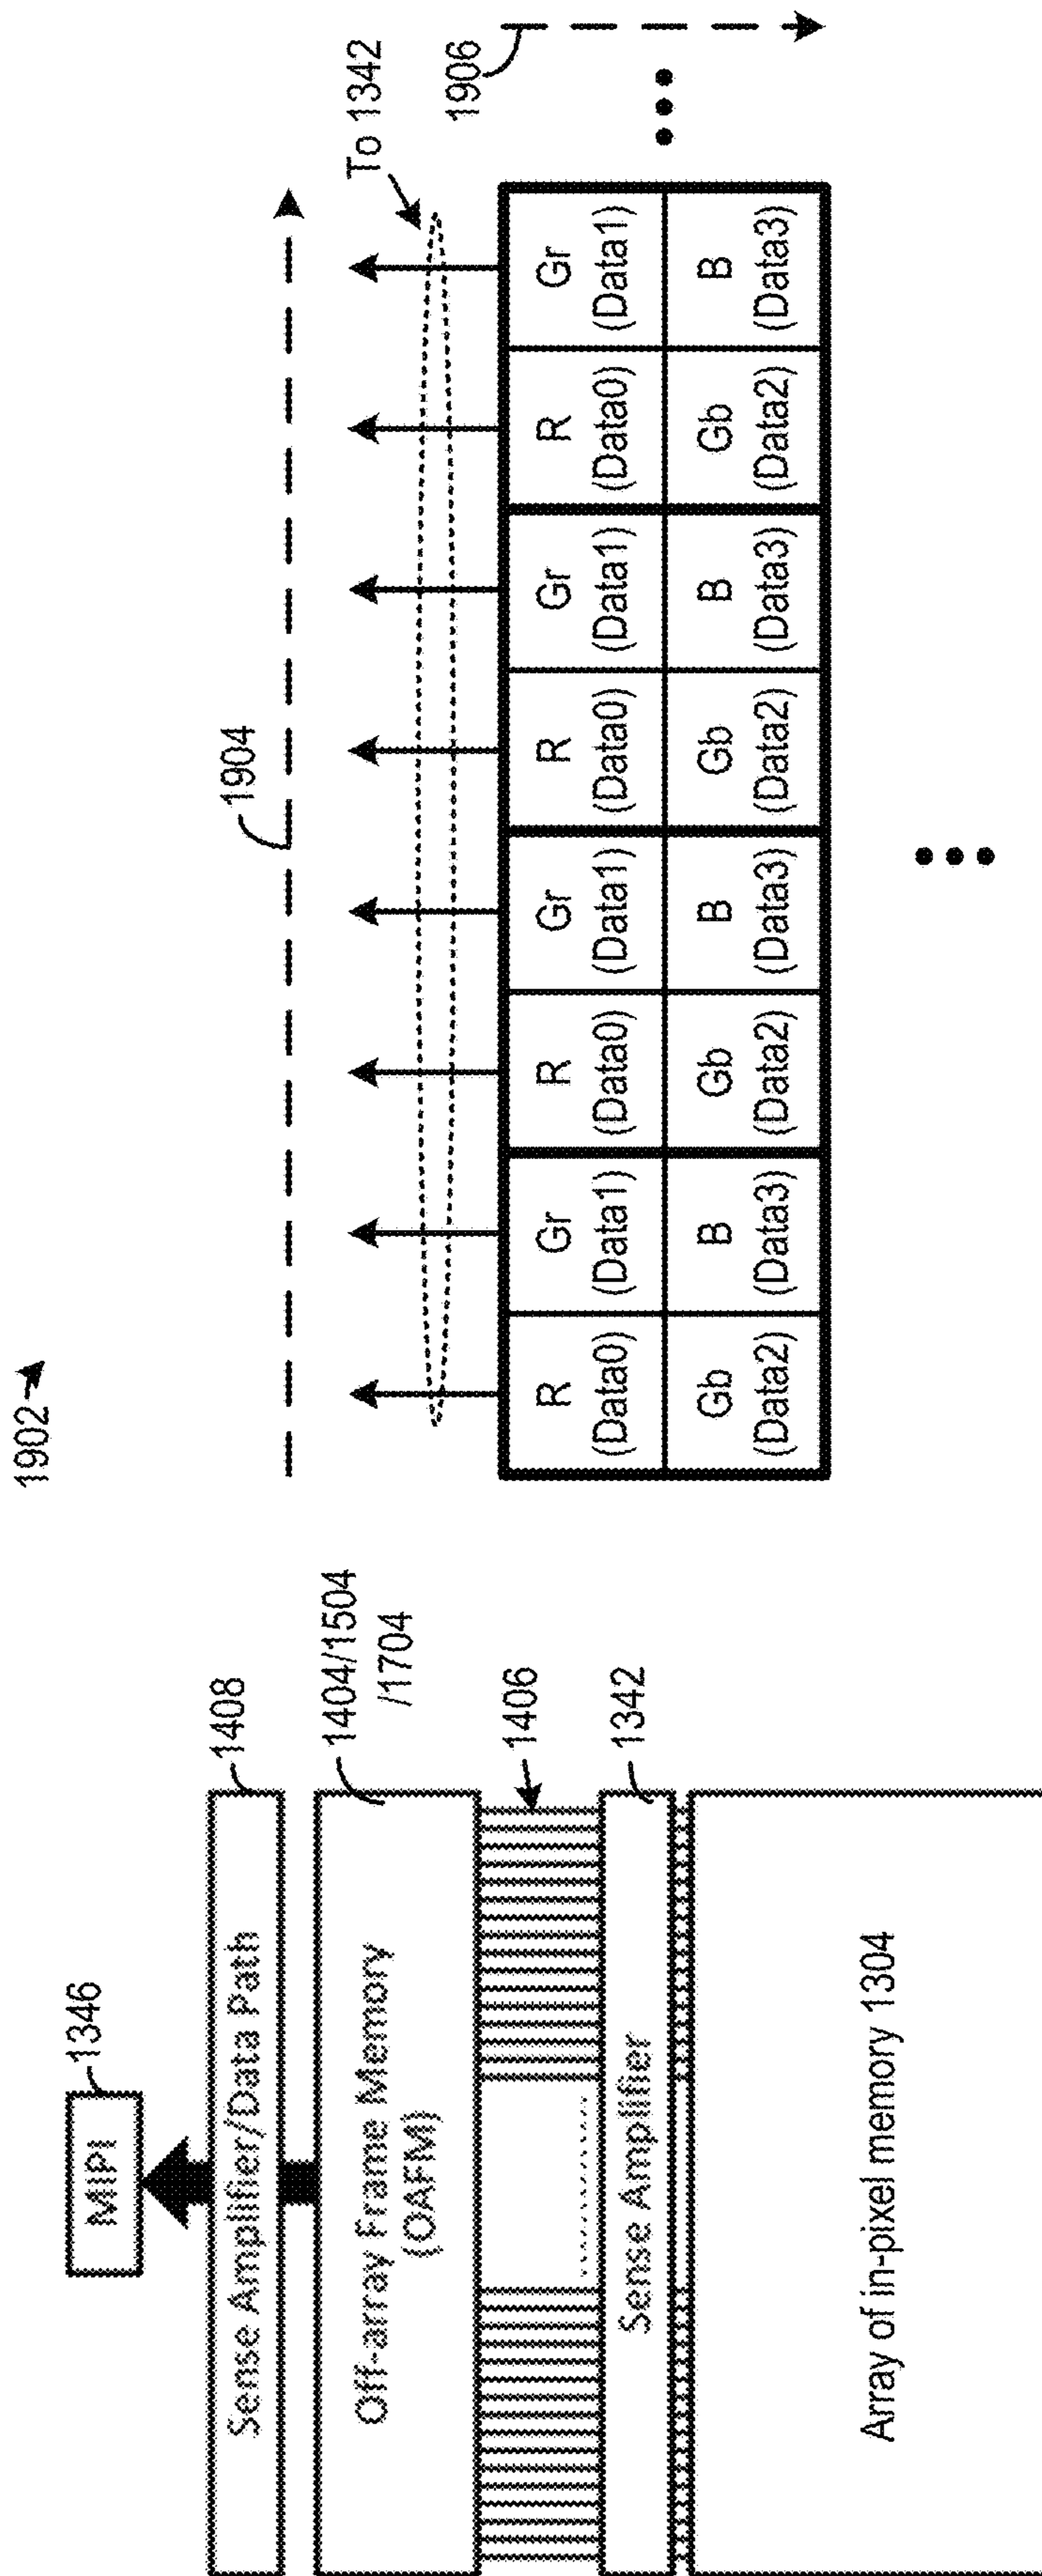 MIPI
1346
Sense Amplifier/Data Path
1408
Off-array Frame Memory
(OAFM)
1404/1504
/1704
1406
Sense Amplifier
1342
Array of in-pixel memory 1304
1902
1904
To 1342
1906
R
(Data0)
Gr
(Data1)
R
(Data0)
Gr
(Data1)
R
(Data0)
Gr
(Data1)
R
(Data0)
Gr
(Data1)
Gb
(Data2)
B
(Data3)
Gb
(Data2)
B
(Data3)
Gb
(Data2)
B
(Data3)
Gb
(Data2)
B
(Data3)